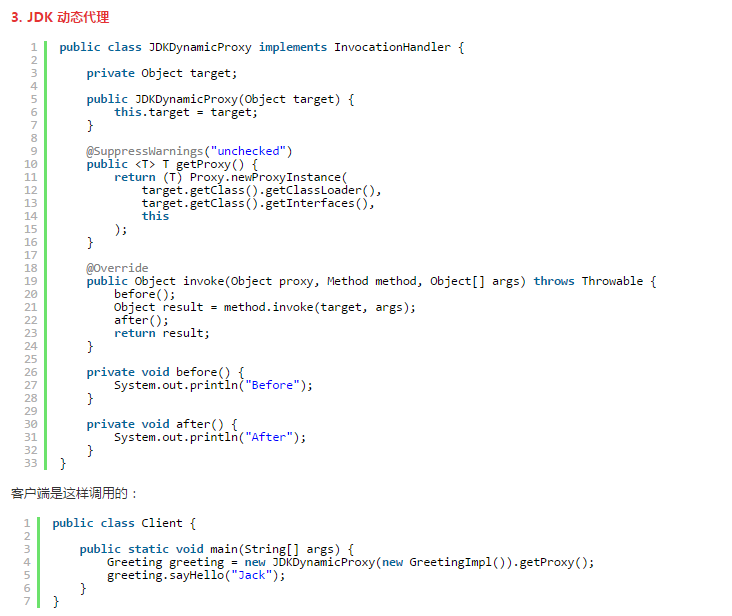 3. JDK 动态代理
1 public class JDKDynamicProxy implements InvocationHandler {
2
3     private Object target;
4
5     public JDKDynamicProxy(Object target) {
6         this.target = target;
7     }
8
9     @SuppressWarnings("unchecked")
10     public <T> T getProxy() {
11         return (T) Proxy.newProxyInstance(
12             target.getClass().getClassLoader(),
13             target.getClass().getInterfaces(),
14             this
15         );
16     }
17
18     @Override
19     public Object invoke(Object proxy, Method method, Object[] args) throws Throwable {
20         before();
21         Object result = method.invoke(target, args);
22         after();
23         return result;
24     }
25
26     private void before() {
27         System.out.println("Before");
28     }
29
30     private void after() {
31         System.out.println("After");
32     }
33 }
客户端是这样调用的：
1 public class Client {
2
3     public static void main(String[] args) {
4         Greeting greeting = new JDKDynamicProxy(new GreetingImpl()).getProxy();
5         greeting.sayHello("Jack");
6     }
7 }